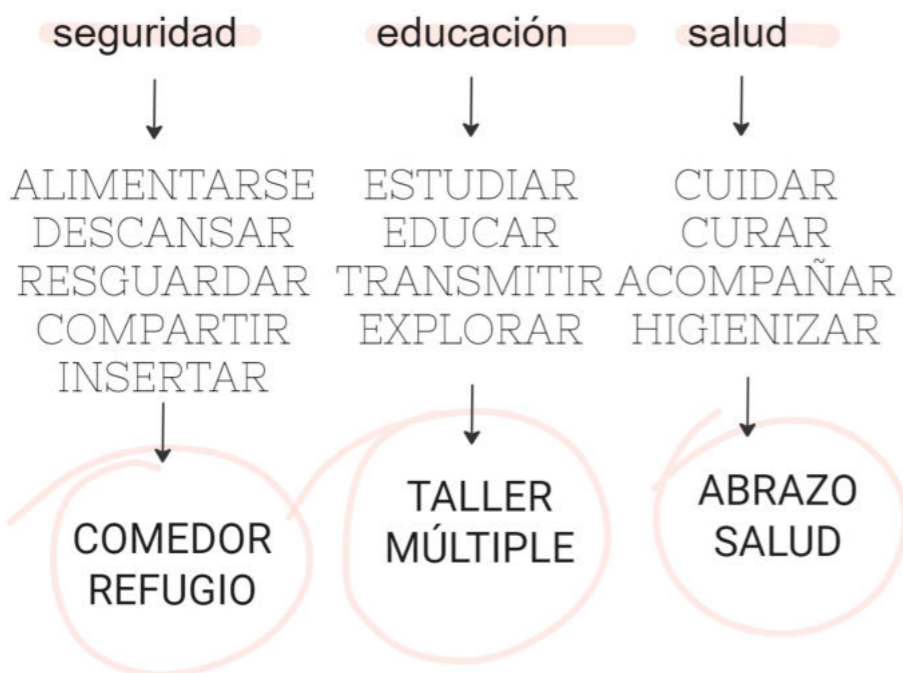 seguridad
ALIMENTARSE
DESCANSAR
RESGUARDAR
COMPARTIR
INSERTAR
COMEDOR
REFUGIO
educación
ESTUDIAR
EDUCAR
TRANSMITIR
EXPLORAR
TALLER
MÚLTIPLE
salud
CUIDAR
CURAR
ACOMPAÑAR
HIGIENIZAR
ABRAZO
SALUD